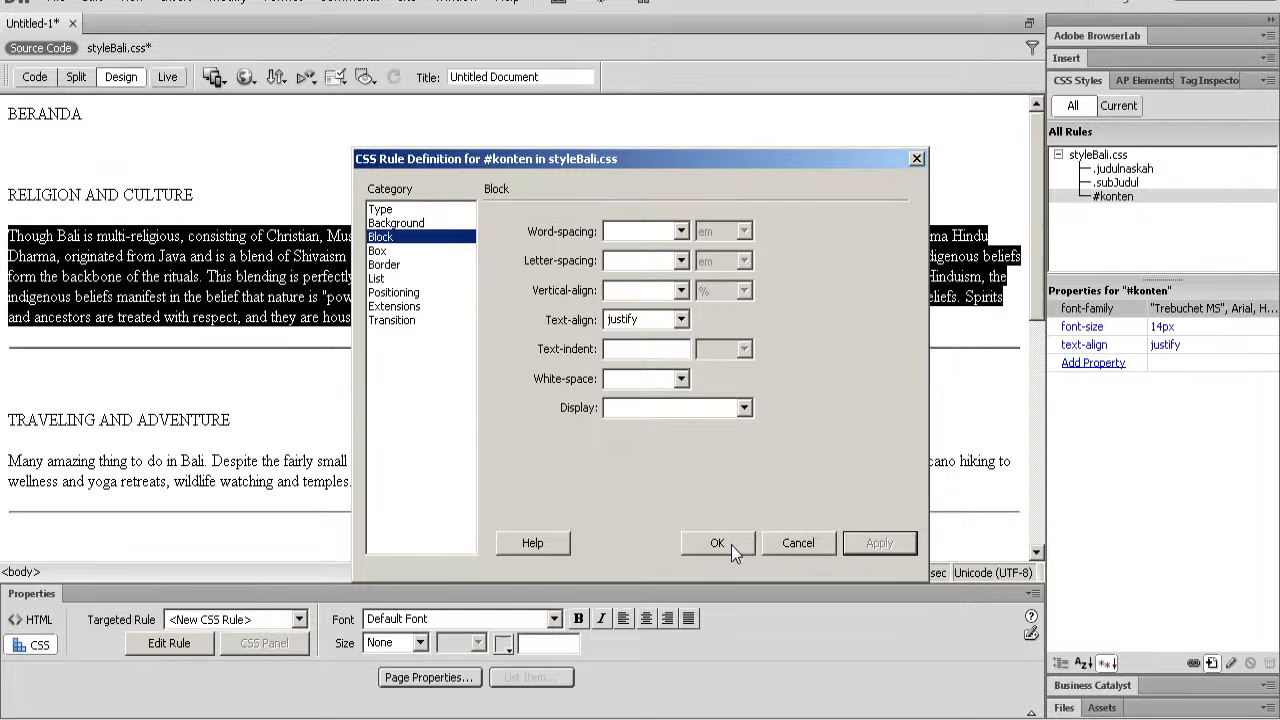 Untitled-1*
Source Code
styleBali.css*
Code
Split
Design
Live
Title:
Untitled Document
BERANDA
RELIGION AND CULTURE
Though Bali is multi-religious, consisting of Christian, Mus
ma Hindu
Dharma, originated from Java and is a blend of Shivaism
digenous beliefs
form the backbone of the rituals. This blending is perfectly
Hinduism, the
indigenous beliefs manifest in the belief that nature is "pow
eliefs. Spirits
and ancestors are treated with respect, and they are hous
TRAVELING AND ADVENTURE
Many amazing thing to do in Bali. Despite the fairly small
cano hiking to
wellness and yoga retreats, wildlife watching and temples.
CSS Rule Definition for #konten in styleBali.css
Category
Block
Type
Background
Block
Box
Border
List
Positioning
Extensions
Transition
Word-spacing:
em
Letter-spacing:
em
Vertical-align:
%
Text-align:
justify
Text-indent:
White-space:
Display:
Help
OK
Cancel
Apply
<body>
sec
Unicode (UTF-8)
Properties
<> HTML
Targeted Rule
<New CSS Rule>
Font
Default Font
B
I
CSS
Edit Rule
CSS Panel
Size
None
Page Properties...
List Item...
Adobe BrowserLab
Insert
CSS Styles
AP Elements
Tag Inspecto
All
Current
All Rules
styleBali.css
.judulnaskah
.subJudul
#konten
Properties for "#konten"
font-family
"Trebuchet MS", Arial, H...
font-size
14px
text-align
justify
Add Property
Business Catalyst
Files
Assets